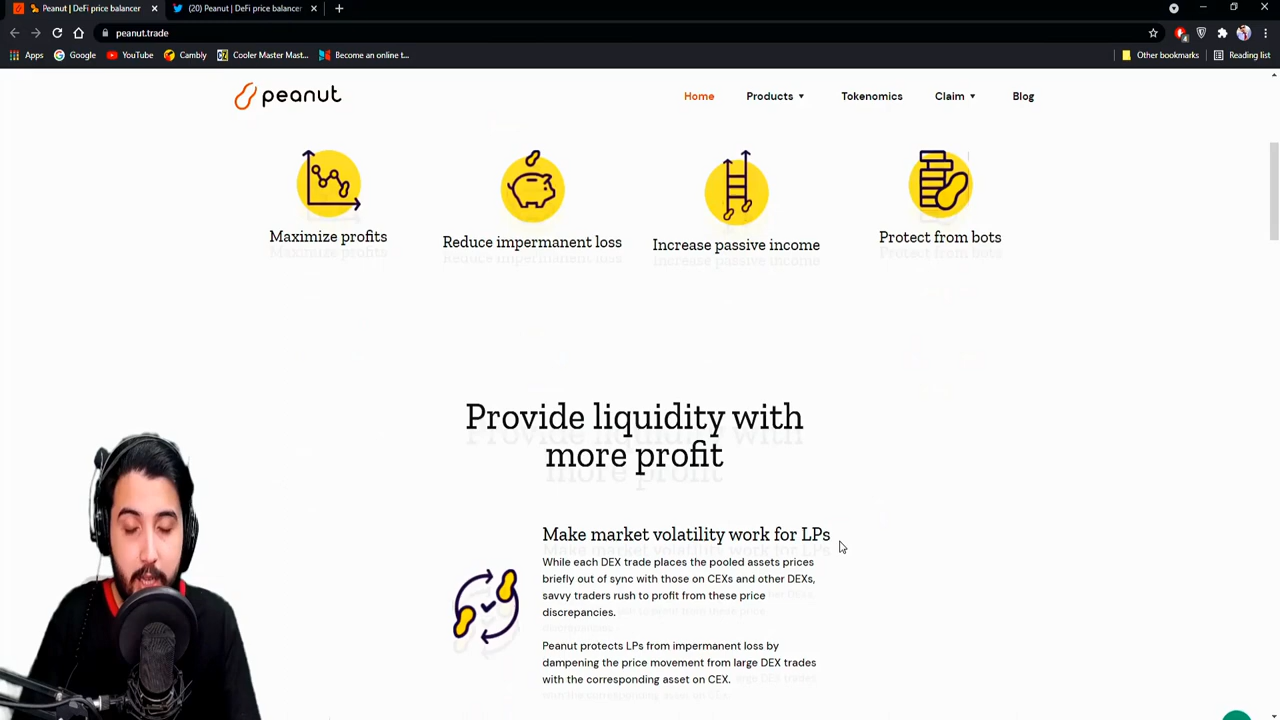 Peanut | DeFi price balancer
(20) Peanut | DeFi price balancer
peanut.trade
Apps
Google
YouTube
Cambly
Cooler Master Mast...
Become an online t...
Other bookmarks
Reading list
peanut
Home
Products
Tokenomics
Claim
Blog
Maximize profits
Reduce impermanent loss
Increase passive income
Protect from bots
Provide liquidity with
more profit
Make market volatility work for LPs
While each DEX trade places the pooled assets prices
briefly out of sync with those on CEXs and other DEXs,
savvy traders rush to profit from these price
discrepancies.
Peanut protects LPs from impermanent loss by
dampening the price movement from large DEX trades
with the corresponding asset on CEX.